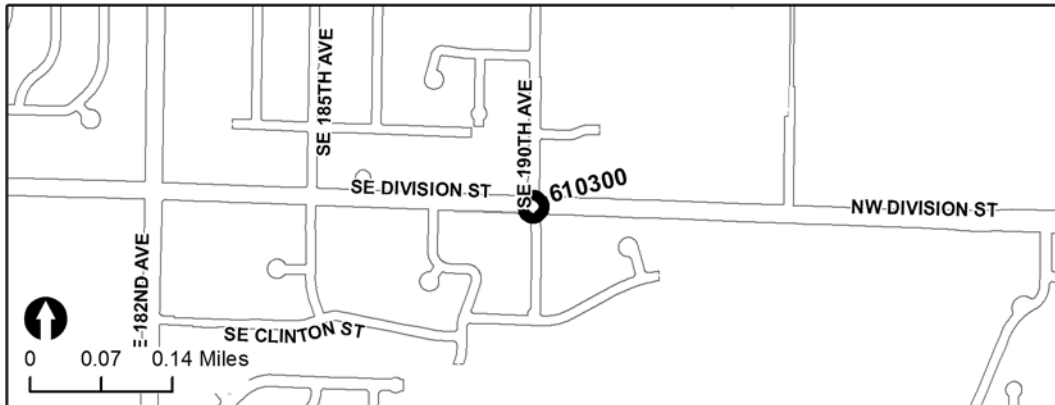 SE 185TH AVE
SE 190TH AVE
610300
SE DIVISION ST
NW DIVISION ST
E 182ND AVE
SE CLINTON ST
0 0.07 0.14 Miles